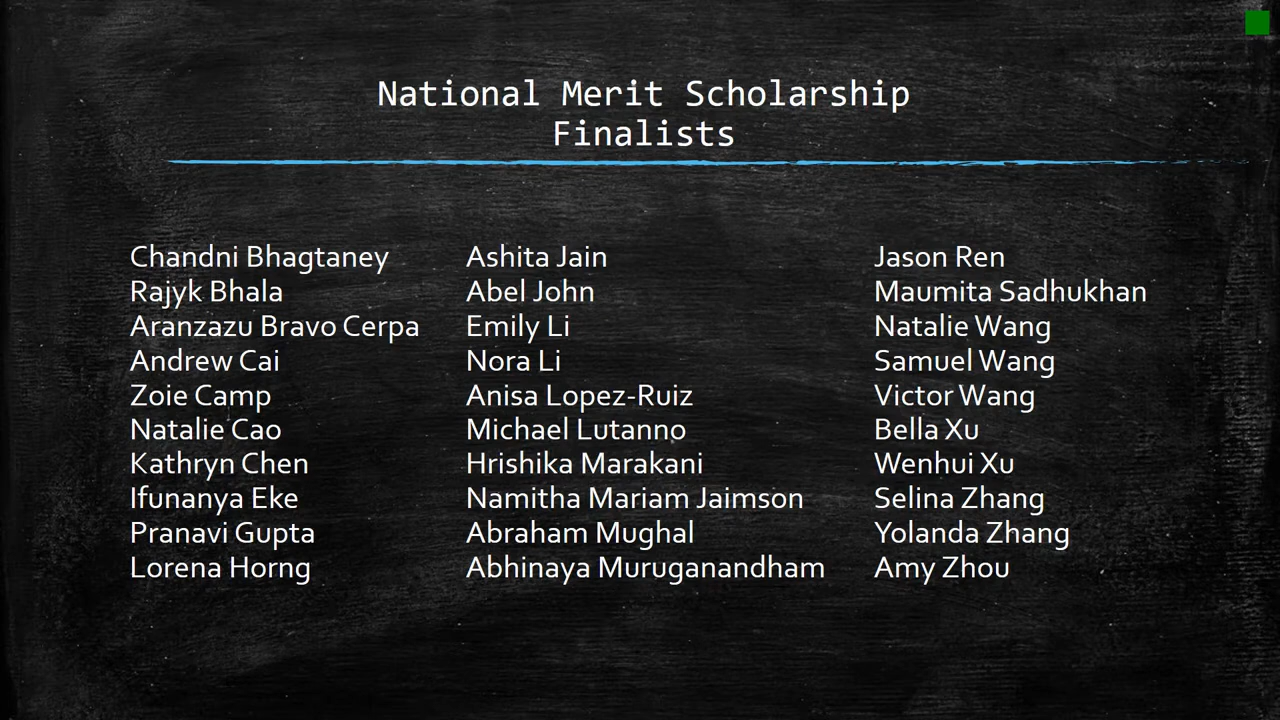 National Merit Scholarship
Finalists
Chandni Bhagtaney
Rajyk Bhala
Aranzazu Bravo Cerpa
Andrew Cai
Zoie Camp
Natalie Cao
Kathryn Chen
Ifunanya Eke
Pranavi Gupta
Lorena Horng
Ashita Jain
Abel John
Emily Li
Nora Li
Anisa Lopez-Ruiz
Michael Lutanno
Hrishika Marakani
Namitha Mariam Jaimson
Abraham Mughal
Abhinaya Muruganandham
Jason Ren
Maumita Sadhukhan
Natalie Wang
Samuel Wang
Victor Wang
Bella Xu
Wenhui Xu
Selina Zhang
Yolanda Zhang
Amy Zhou